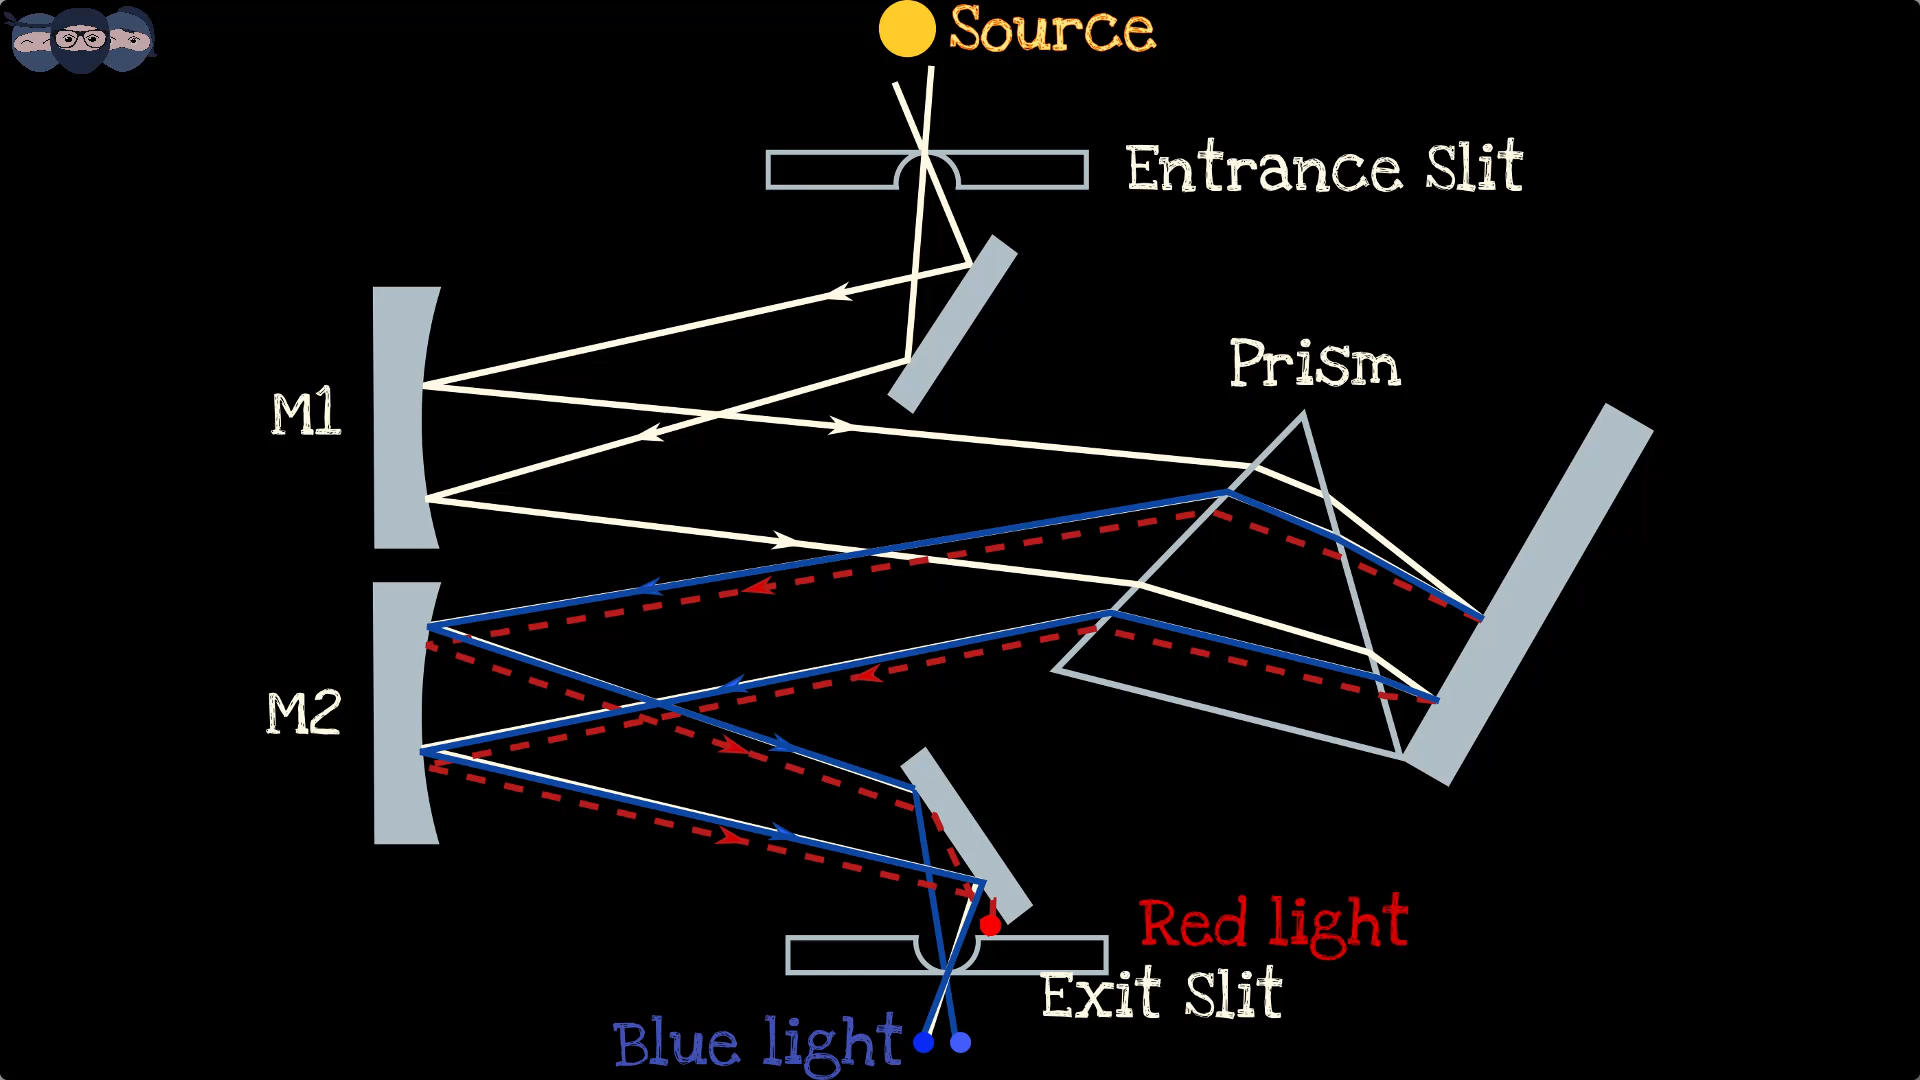 Source
Entrance Slit
Prism
M1
M2
Red light
Exit Slit
Blue light